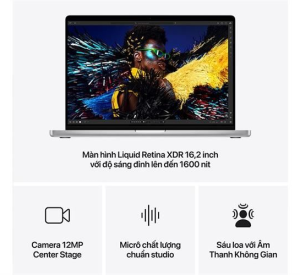 Màn hình Liquid Retina XDR 16,2 inch
với độ sáng đỉnh lên đến 1600 nit
Camera 12MP
Center Stage
Micrô chất lượng
chuẩn studio
Sáu loa với Âm
Thanh Không Gian